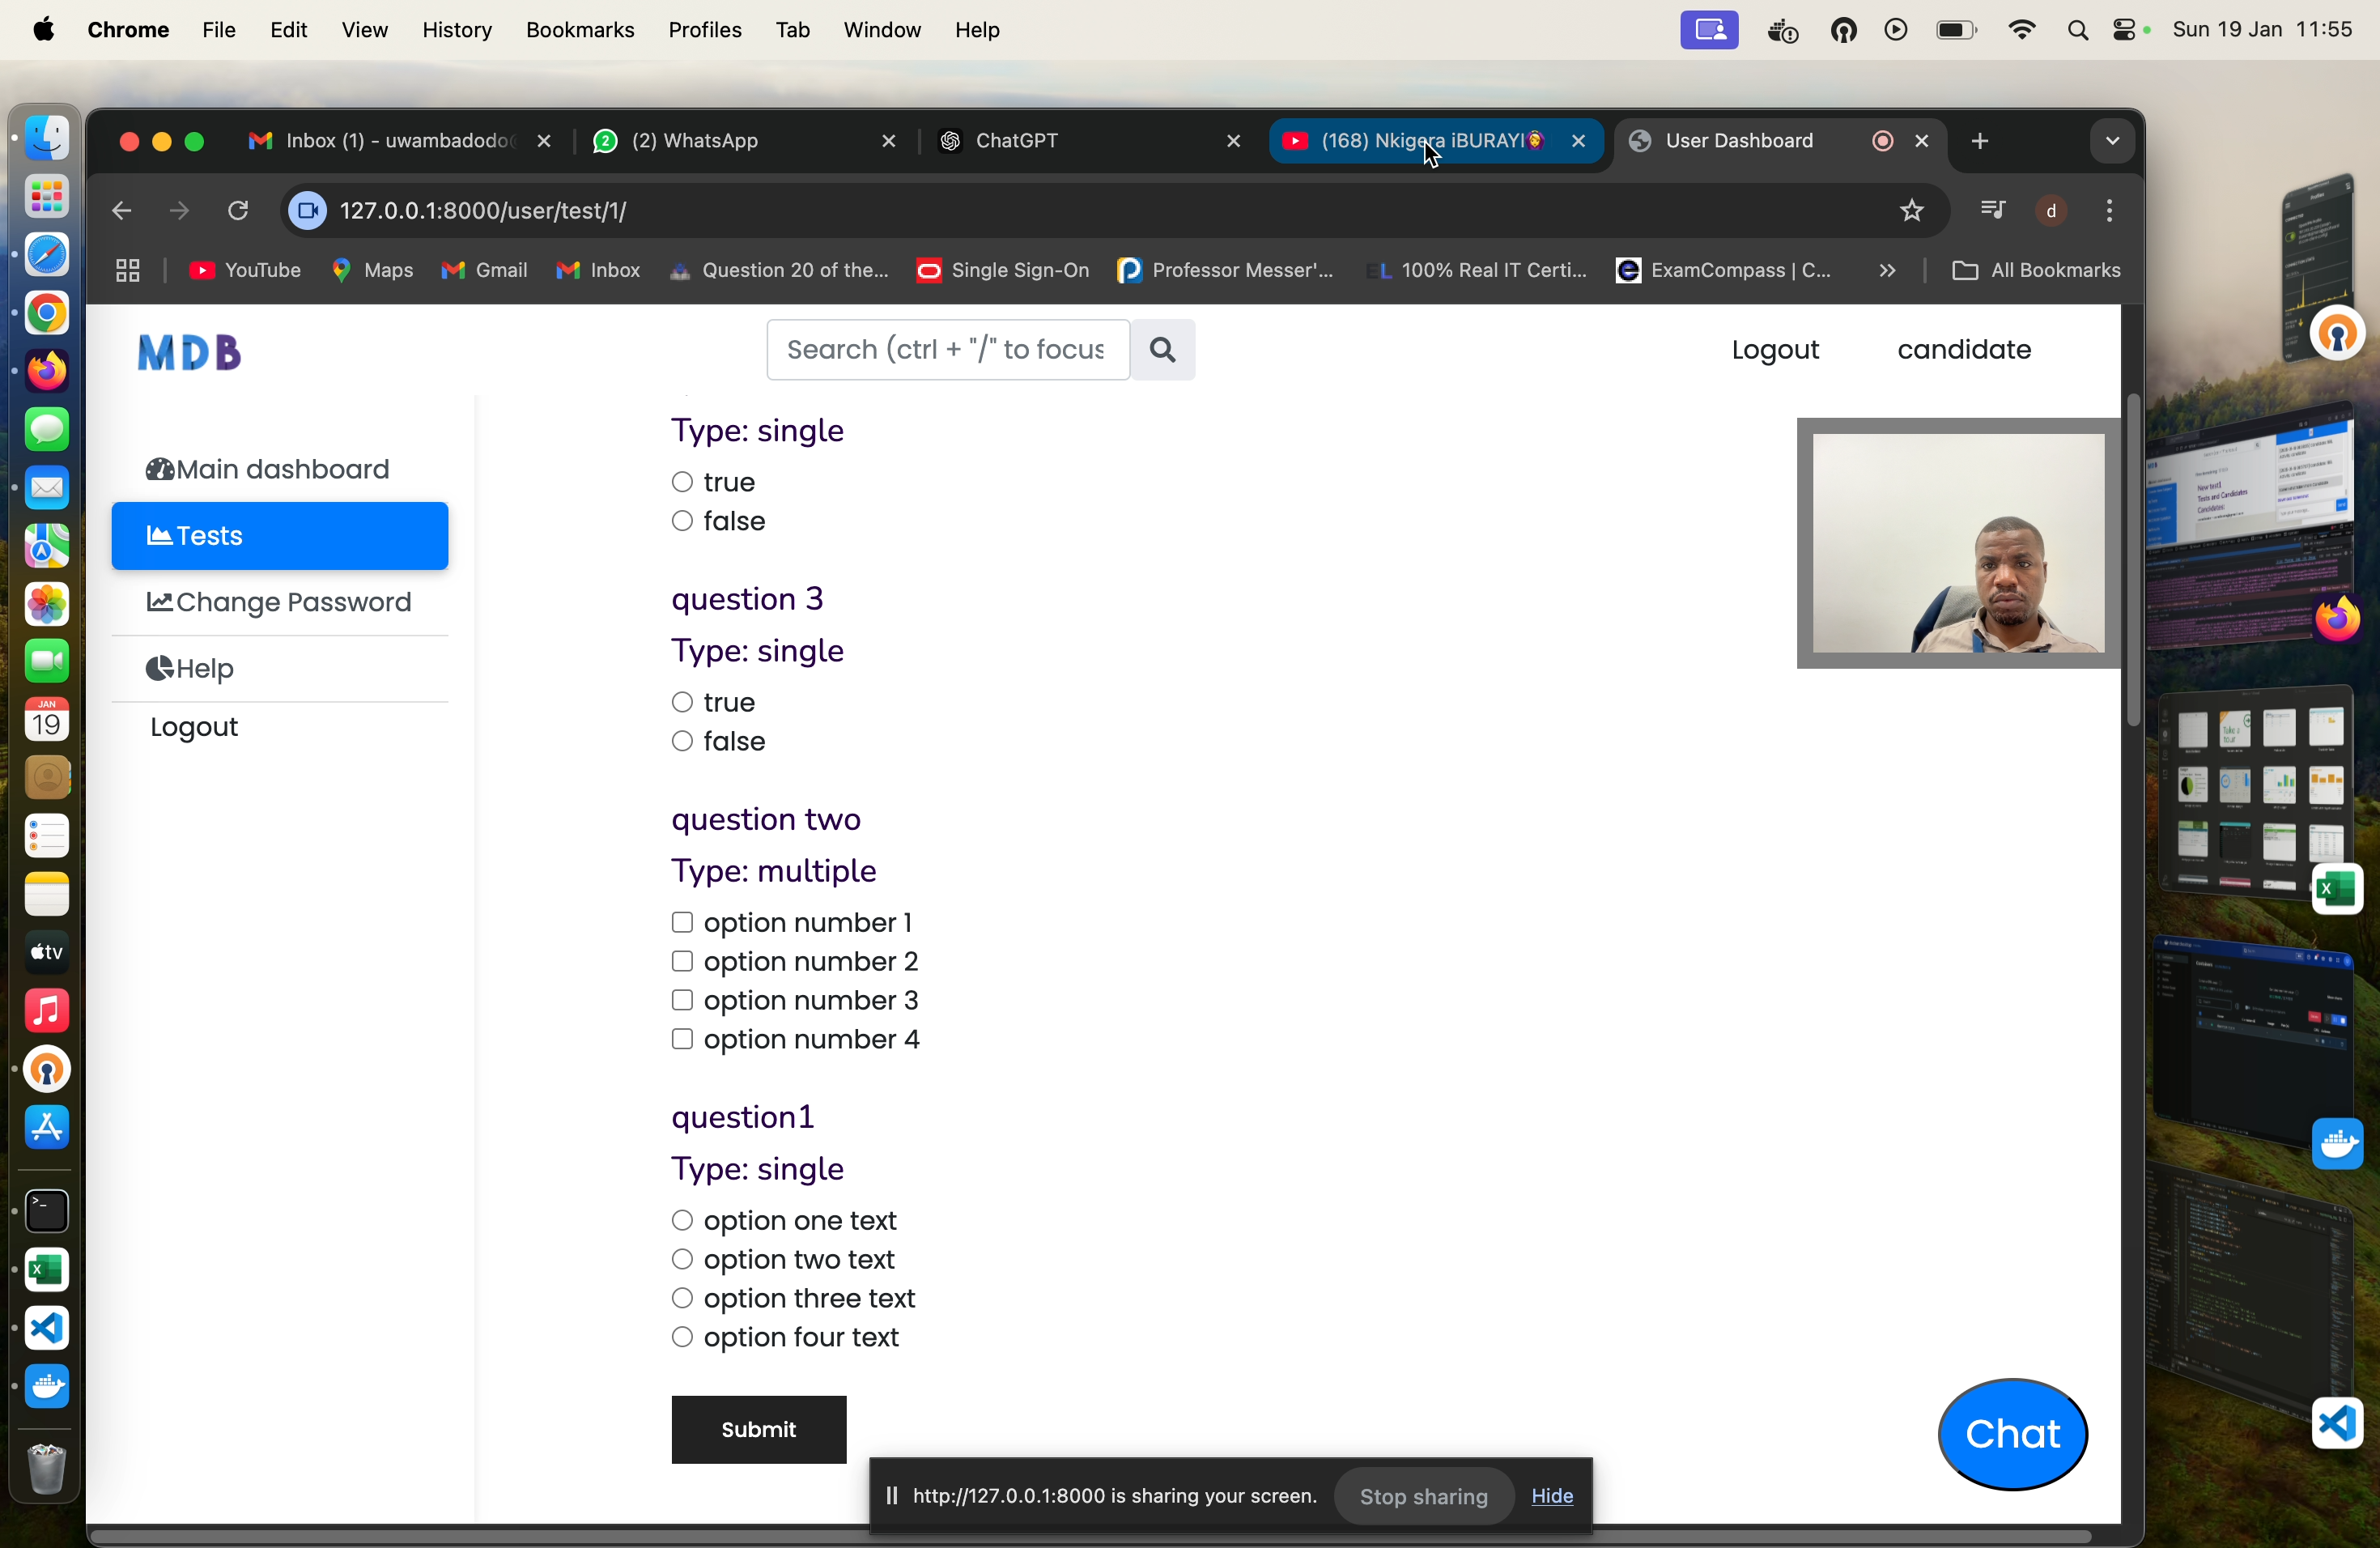 Chrome File Edit View History Bookmarks Profiles Tab Window Help Sun 19 Jan 11:55
Inbox (1) - uwambadodo (2) WhatsApp ChatGPT (168) Nkigera iBURAYI User Dashboard
127.0.0.1:8000/user/test/1/ d
YouTube Maps Gmail Inbox Question 20 of the... Single Sign-On Professor Messer'... EL 100% Real IT Certi... ExamCompass | C... » All Bookmarks
MDB Search (ctrl + "/" to focus Logout candidate
Main dashboard
Tests
Change Password
Help
Logout
Type: single
true
false
question 3
Type: single
true
false
question two
Type: multiple
option number 1
option number 2
option number 3
option number 4
question1
Type: single
option one text
option two text
option three text
option four text
Submit
Chat
http://127.0.0.1:8000 is sharing your screen. Stop sharing Hide
JAN
19
tv